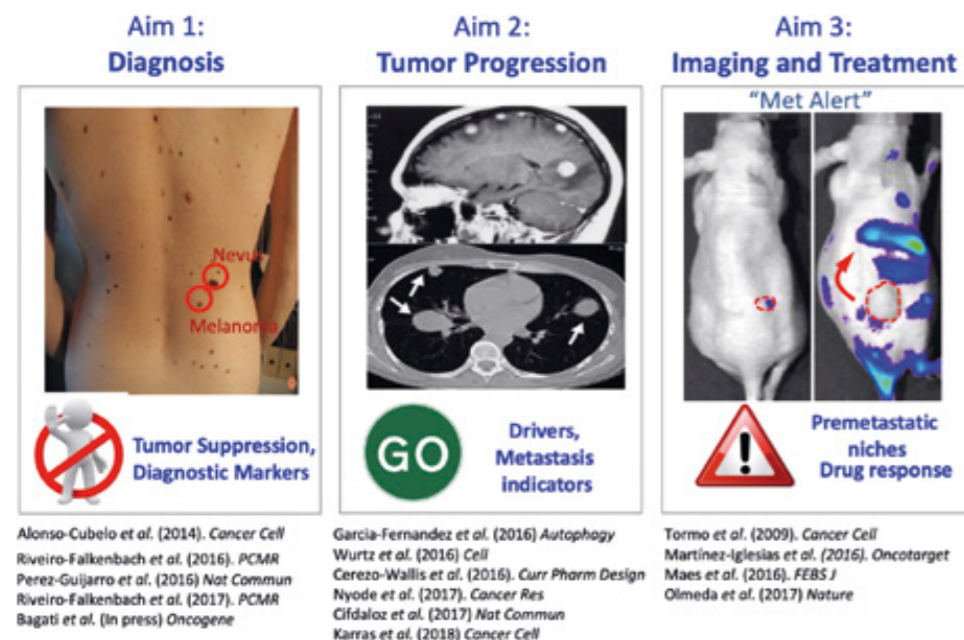 Aim 1:
Diagnosis
Nevus
Melanoma
Tumor Suppression,
Diagnostic Markers
Alonso-Cubelo et al. (2014). Cancer Cell
Riveiro-Falkenbach et al. (2016). PCMR
Perez-Guijarro et al. (2016) Nat Commun
Riveiro-Falkenbach et al. (2017). PCMR
Bagati et al. (In press) Oncogene
Aim 2:
Tumor Progression
GO
Drivers,
Metastasis
indicators
Garcia-Fernandez et al. (2016) Autophagy
Wurtz et al. (2016) Cell
Cerezo-Wallis et al. (2016). Curr Pharm Design
Nyode et al. (2017). Cancer Res
Cifdaloz et al. (2017) Nat Commun
Karras et al. (2018) Cancer Cell
Aim 3:
Imaging and Treatment
“Met Alert”
!
Premetastatic
niches
Drug response
Tormo et al. (2009). Cancer Cell
Martínez-Iglesias et al. (2016). Oncotarget
Maes et al. (2016). FEBS J
Olmeda et al. (2017) Nature